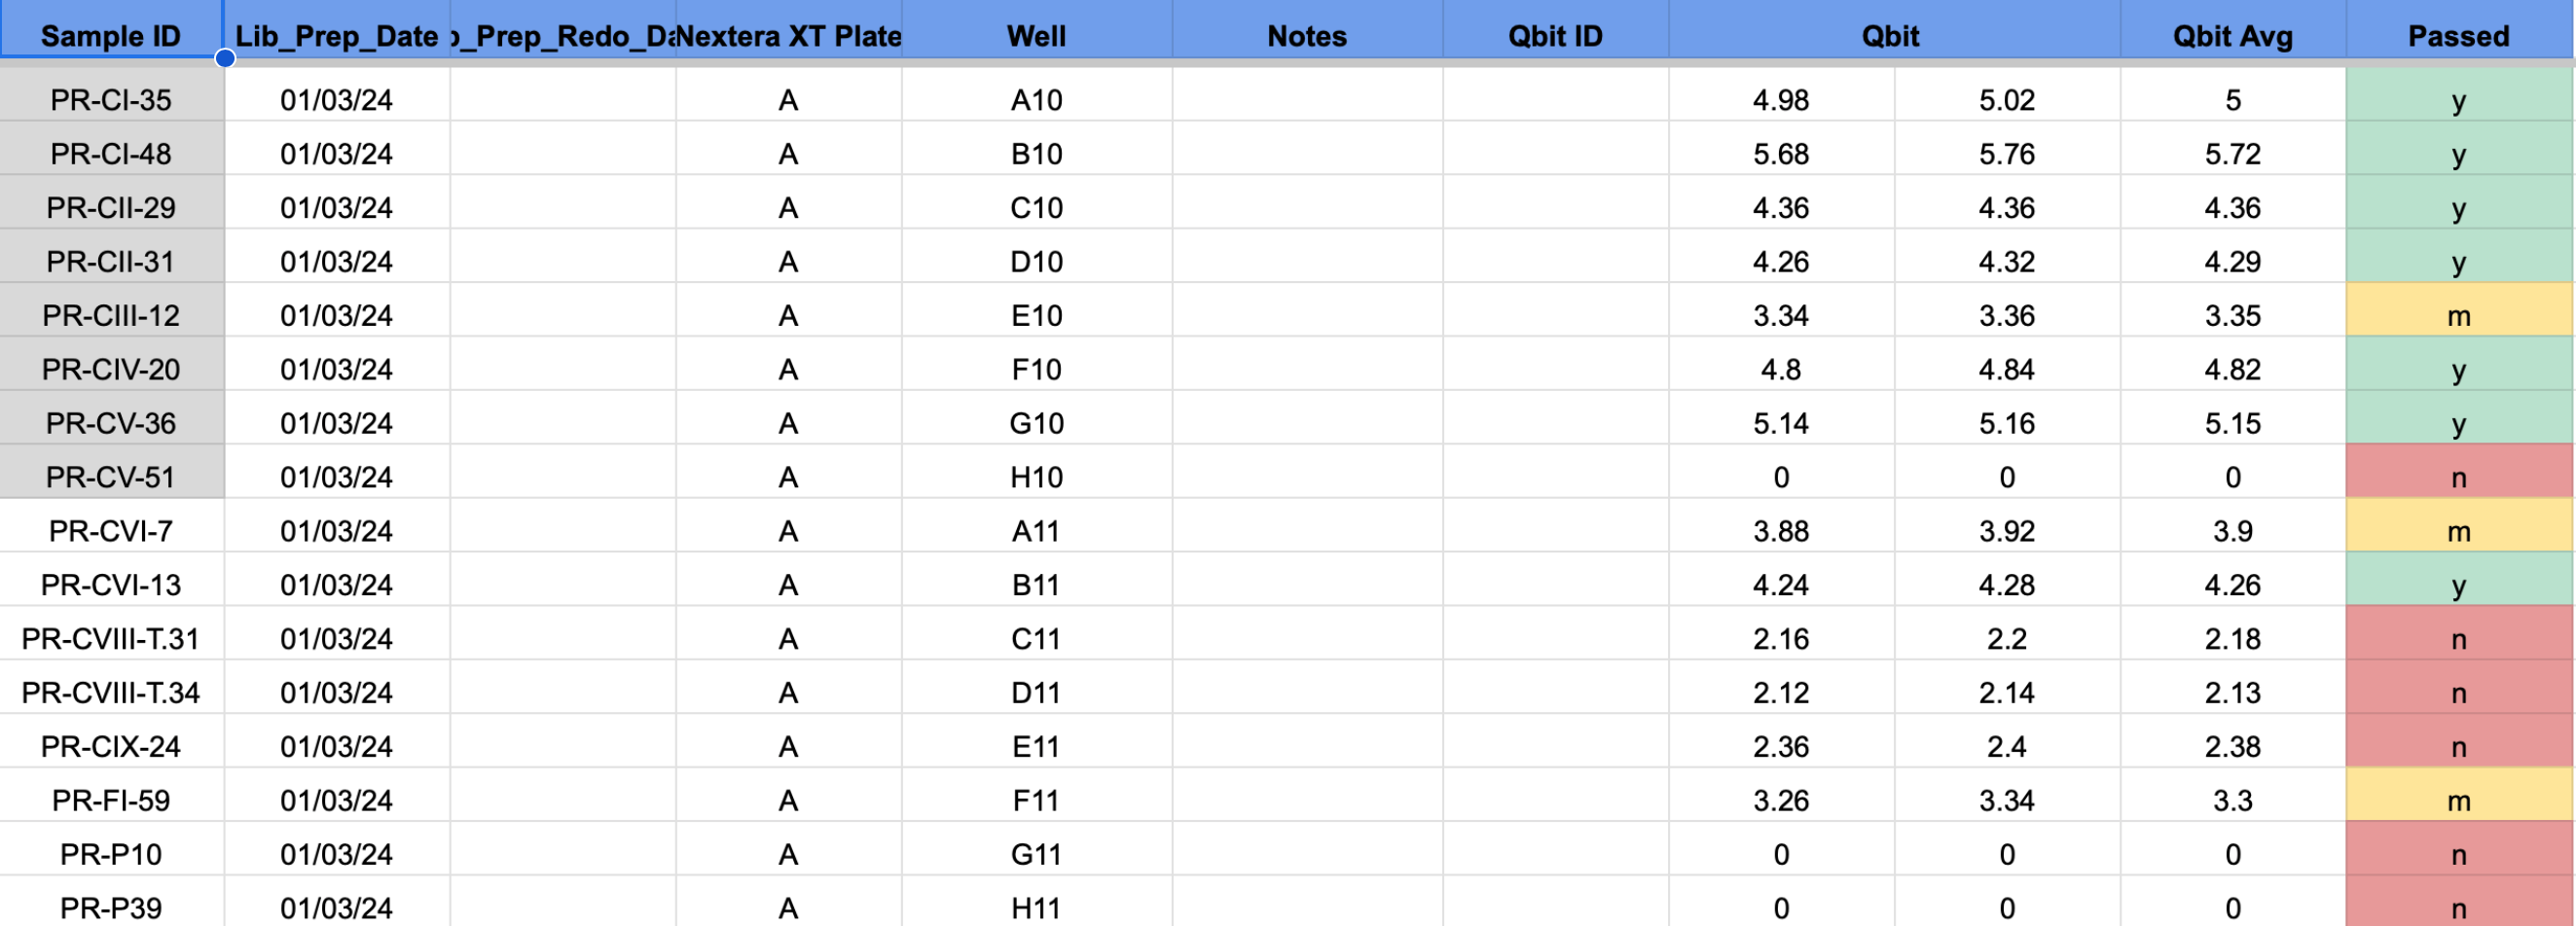 Sample ID Lib_Prep_Date _Prep_Redo_Da Nextera XT Plate Well Notes Qbit ID Qbit Qbit Avg Passed
PR-CI-35 01/03/24 A A10 4.98 5.02 5 y
PR-CI-48 01/03/24 A B10 5.68 5.76 5.72 y
PR-CII-29 01/03/24 A C10 4.36 4.36 4.36 y
PR-CII-31 01/03/24 A D10 4.26 4.32 4.29 y
PR-CIII-12 01/03/24 A E10 3.34 3.36 3.35 m
PR-CIV-20 01/03/24 A F10 4.8 4.84 4.82 y
PR-CV-36 01/03/24 A G10 5.14 5.16 5.15 y
PR-CV-51 01/03/24 A H10 0 0 0 n
PR-CVI-7 01/03/24 A A11 3.88 3.92 3.9 m
PR-CVI-13 01/03/24 A B11 4.24 4.28 4.26 y
PR-CVIII-T.31 01/03/24 A C11 2.16 2.2 2.18 n
PR-CVIII-T.34 01/03/24 A D11 2.12 2.14 2.13 n
PR-CIX-24 01/03/24 A E11 2.36 2.4 2.38 n
PR-FI-59 01/03/24 A F11 3.26 3.34 3.3 m
PR-P10 01/03/24 A G11 0 0 0 n
PR-P39 01/03/24 A H11 0 0 0 n